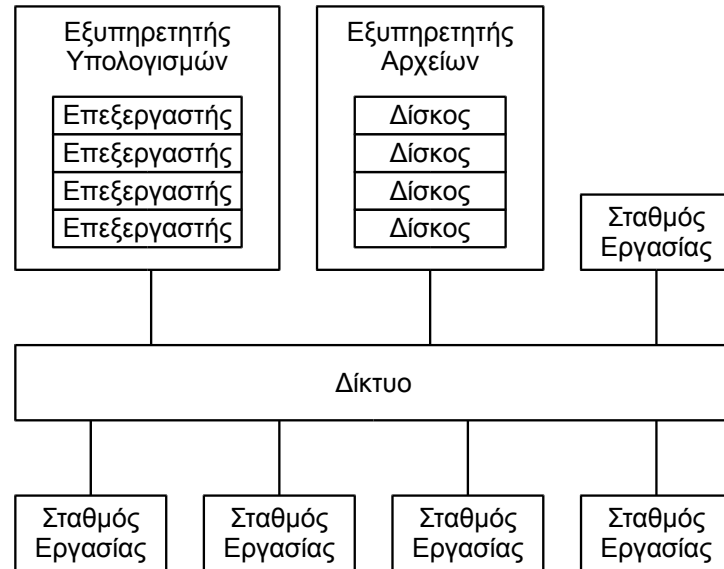 Εξυπηρετητής
Υπολογισμών
Επεξεργαστής
Επεξεργαστής
Επεξεργαστής
Επεξεργαστής
Εξυπηρετητής
Αρχείων
Δίσκος
Δίσκος
Δίσκος
Δίσκος
Σταθμός
Εργασίας
Δίκτυο
Σταθμός
Εργασίας
Σταθμός
Εργασίας
Σταθμός
Εργασίας
Σταθμός
Εργασίας